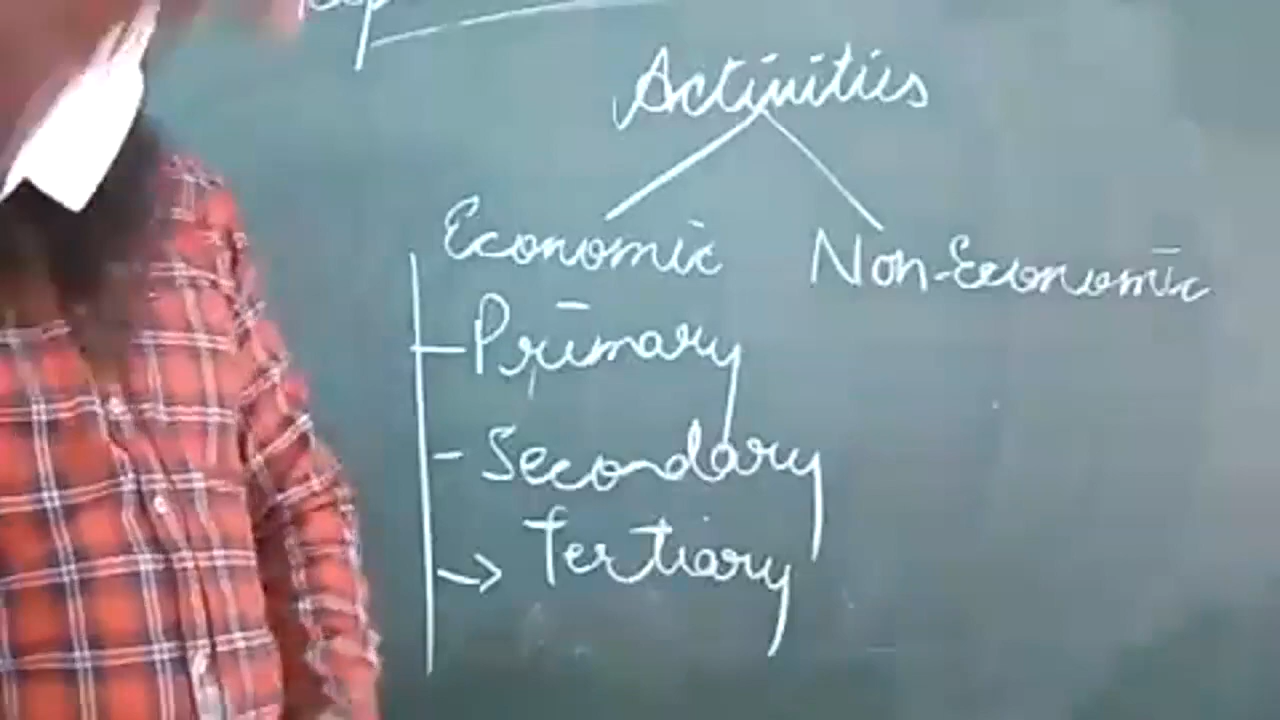 Activities
Economic Non-Economic
Primary
Secondary
Tertiary